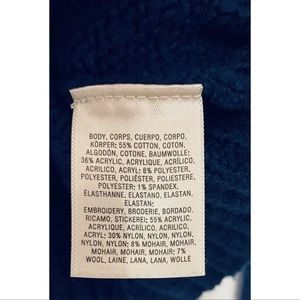 BODY, CORPS, CUERPO, CORPO,
KÖRPER: 55% COTTON, COTON,
ALGODÓN, COTONE, BAUMWOLLE:
36% ACRYLIC, ACRYLIQUE, ACRÍLICO,
ACRILICO, ACRYL: 8% POLYESTER,
POLYESTER, POLIÉSTER, POLIESTERE,
POLYESTER: 1% SPANDEX,
ÉLASTHANNE, ELASTANO, ELASTAN,
ELASTAN:
EMBROIDERY, BRODERIE, BORDADO,
RICAMO, STICKEREI: 55% ACRYLIC,
ACRYLIQUE, ACRÍLICO, ACRILICO,
ACRYL: 30% NYLON, NYLON, NYLON,
NYLON, NYLON: 8% MOHAIR, MOHAIR,
MOHAIR, MOHAIR, MOHAIR: 7%
WOOL, LAINE, LANA, LANA, WOLLE